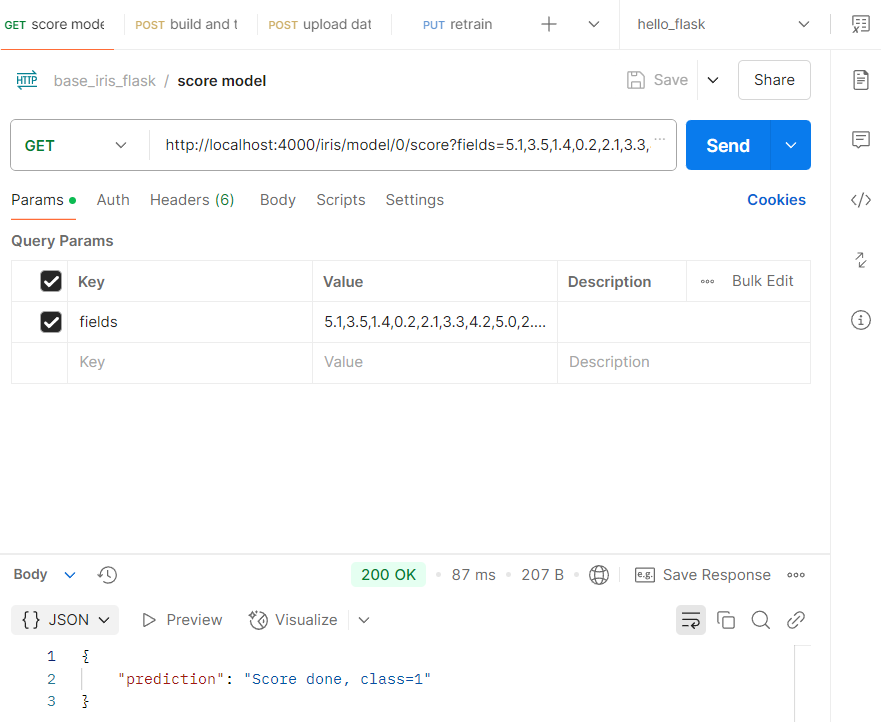 GET score mode POST build and t POST upload dat PUT retrain hello_flask
HTTP base_iris_flask / score model Save Share
GET http://localhost:4000/iris/model/0/score?fields=5.1,3.5,1.4,0.2,2.1,3.3, ... Send
Params Auth Headers (6) Body Scripts Settings Cookies
Query Params
Key Value Description Bulk Edit
fields 5.1,3.5,1.4,0.2,2.1,3.3,4.2,5.0,2....
Key Value Description
Body 200 OK 87 ms 207 B e.g. Save Response
{} JSON Preview Visualize
1 {
2 "prediction": "Score done, class=1"
3 }